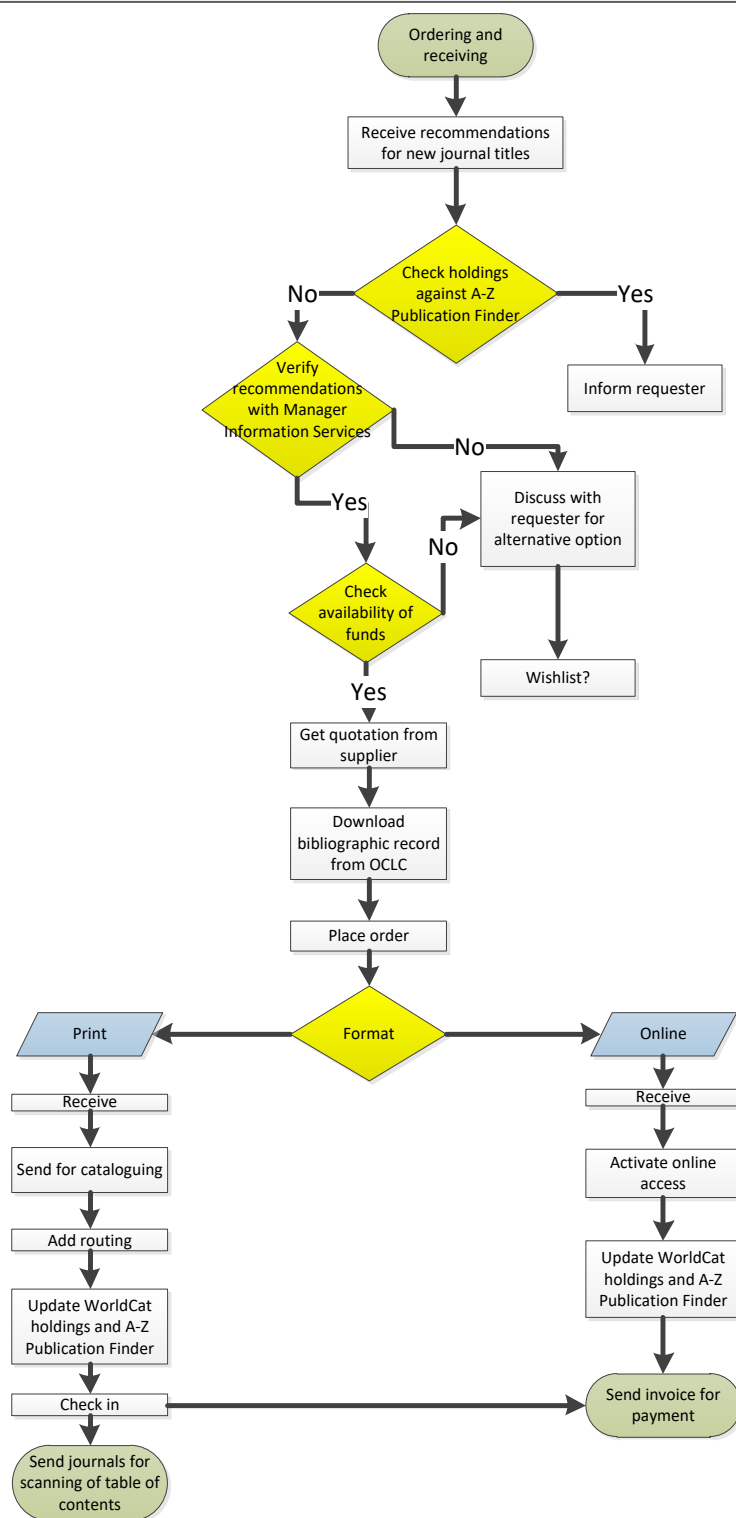 Ordering and
receiving
Receive recommendations
for new journal titles
Check holdings
against A-Z
Publication Finder
No
Yes
Verify
recommendations
with Manager
Information Services
Inform requester
No
Yes
Discuss with
requester for
alternative option
No
Check
availability of
funds
Wishlist?
Yes
Get quotation from
supplier
Download
bibliographic record
from OCLC
Place order
Format
Print
Online
Receive
Send for cataloguing
Add routing
Update WorldCat
holdings and A-Z
Publication Finder
Check in
Send journals for
scanning of table of
contents
Receive
Activate online
access
Update WorldCat
holdings and A-Z
Publication Finder
Send invoice for
payment